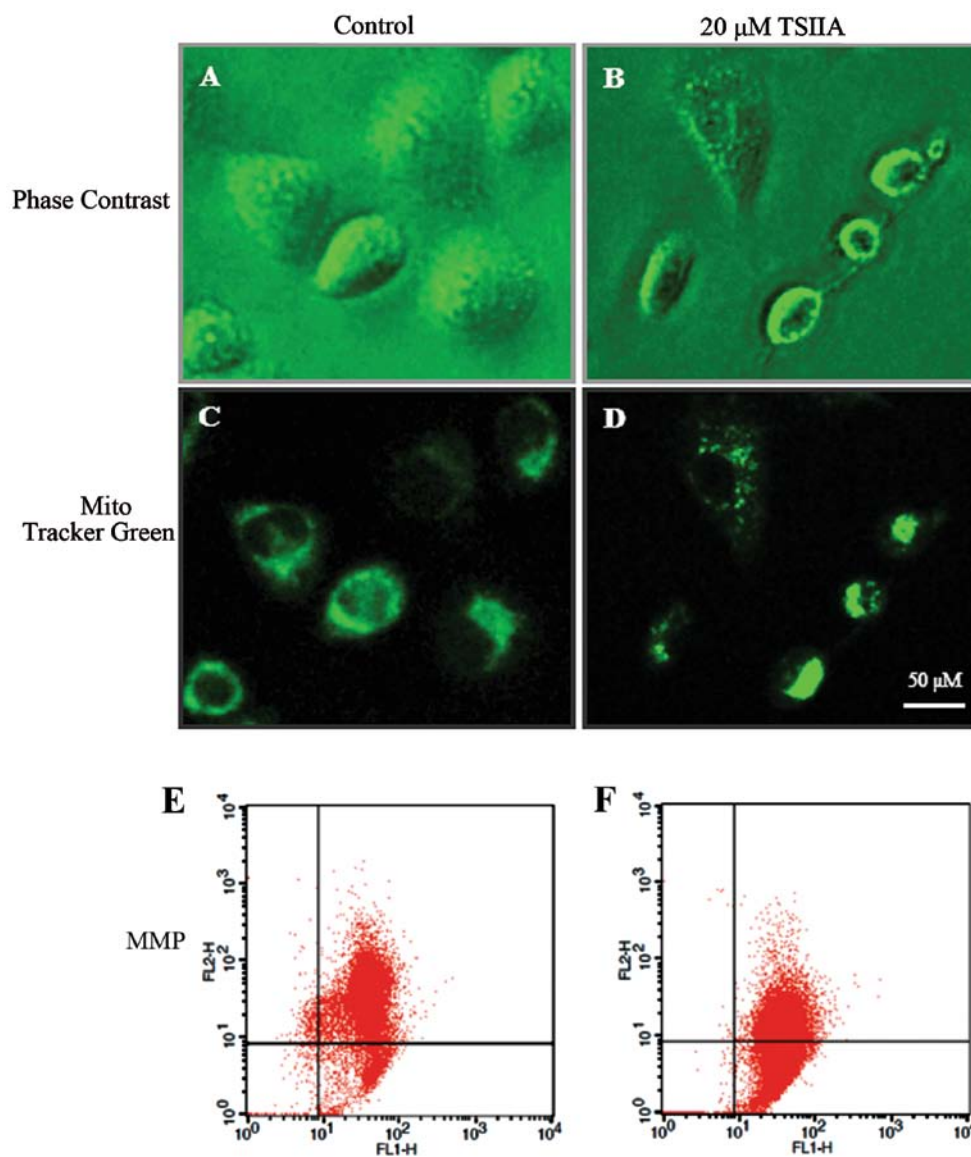 Control
20 µM TSIIA
A
B
Phase Contrast
C
D
Mito
Tracker Green
50 µM
E
F
10⁴
10³
10²
10¹
10⁰
FL2-H
10⁰ 10¹ 10² 10³ 10⁴
FL1-H
MMP
10⁴
10³
10²
10¹
10⁰
FL2-H
10⁰ 10¹ 10² 10³ 10⁴
FL1-H